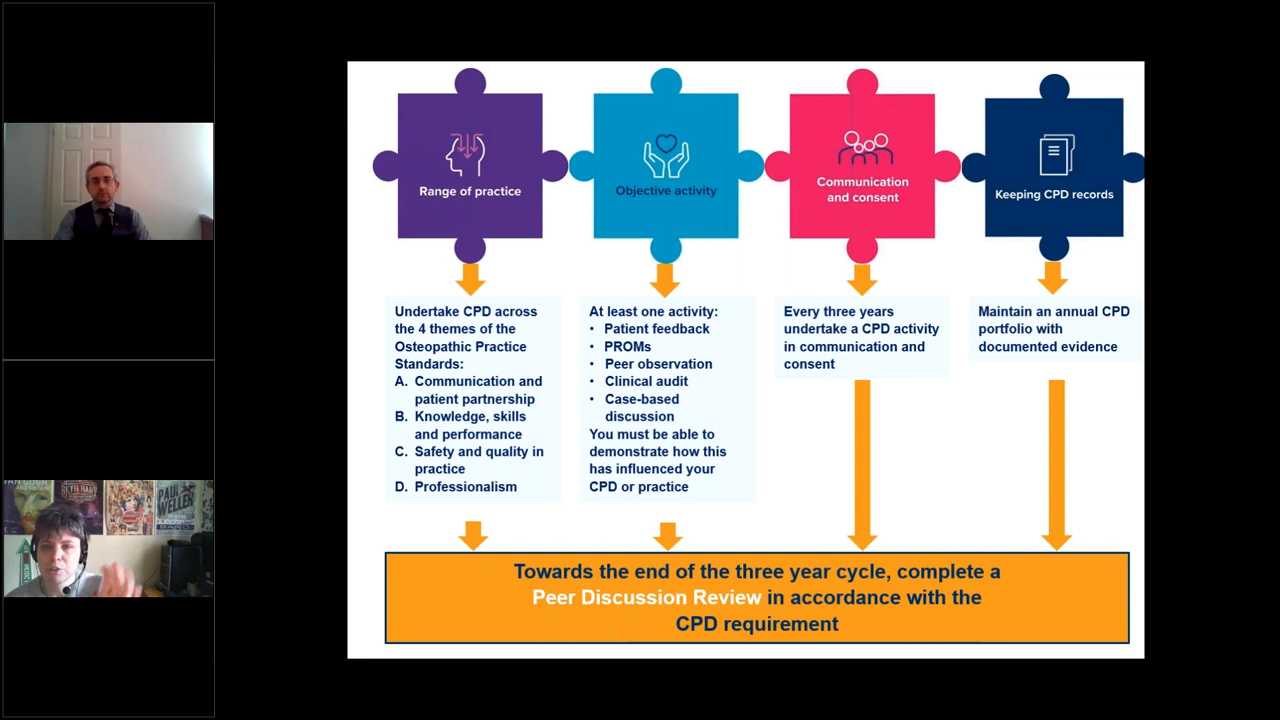 Range of practice
Objective activity
Communication
and consent
Keeping CPD records
Undertake CPD across
the 4 themes of the
Osteopathic Practice
Standards:
A. Communication and
patient partnership
B. Knowledge, skills
and performance
C. Safety and quality in
practice
D. Professionalism
At least one activity:
• Patient feedback
• PROMs
• Peer observation
• Clinical audit
• Case-based
discussion
You must be able to
demonstrate how this
has influenced your
CPD or practice
Every three years
undertake a CPD activity
in communication and
consent
Maintain an annual CPD
portfolio with
documented evidence
Towards the end of the three year cycle, complete a
Peer Discussion Review in accordance with the
CPD requirement
VAN GOGH
PAUL
WELLER